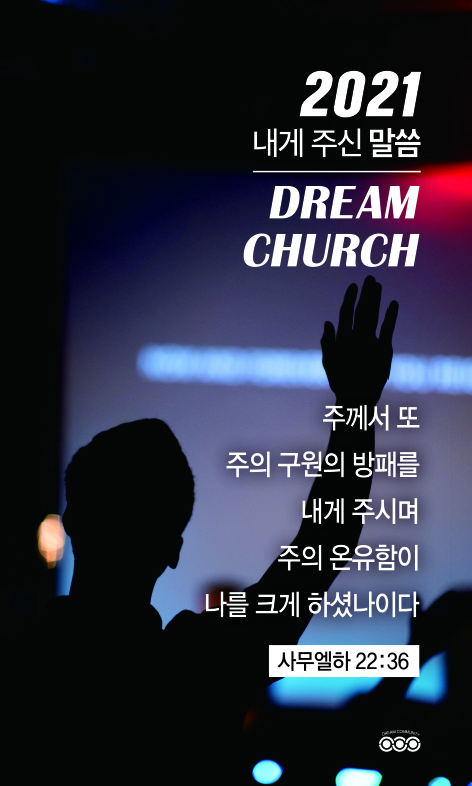 2021
내게 주신 말씀
DREAM
CHURCH
주께서 또
주의 구원의 방패를
내게 주시며
주의 온유함이
나를 크게 하셨나이다
사무엘하 22:36
DREAM COMMUNITY